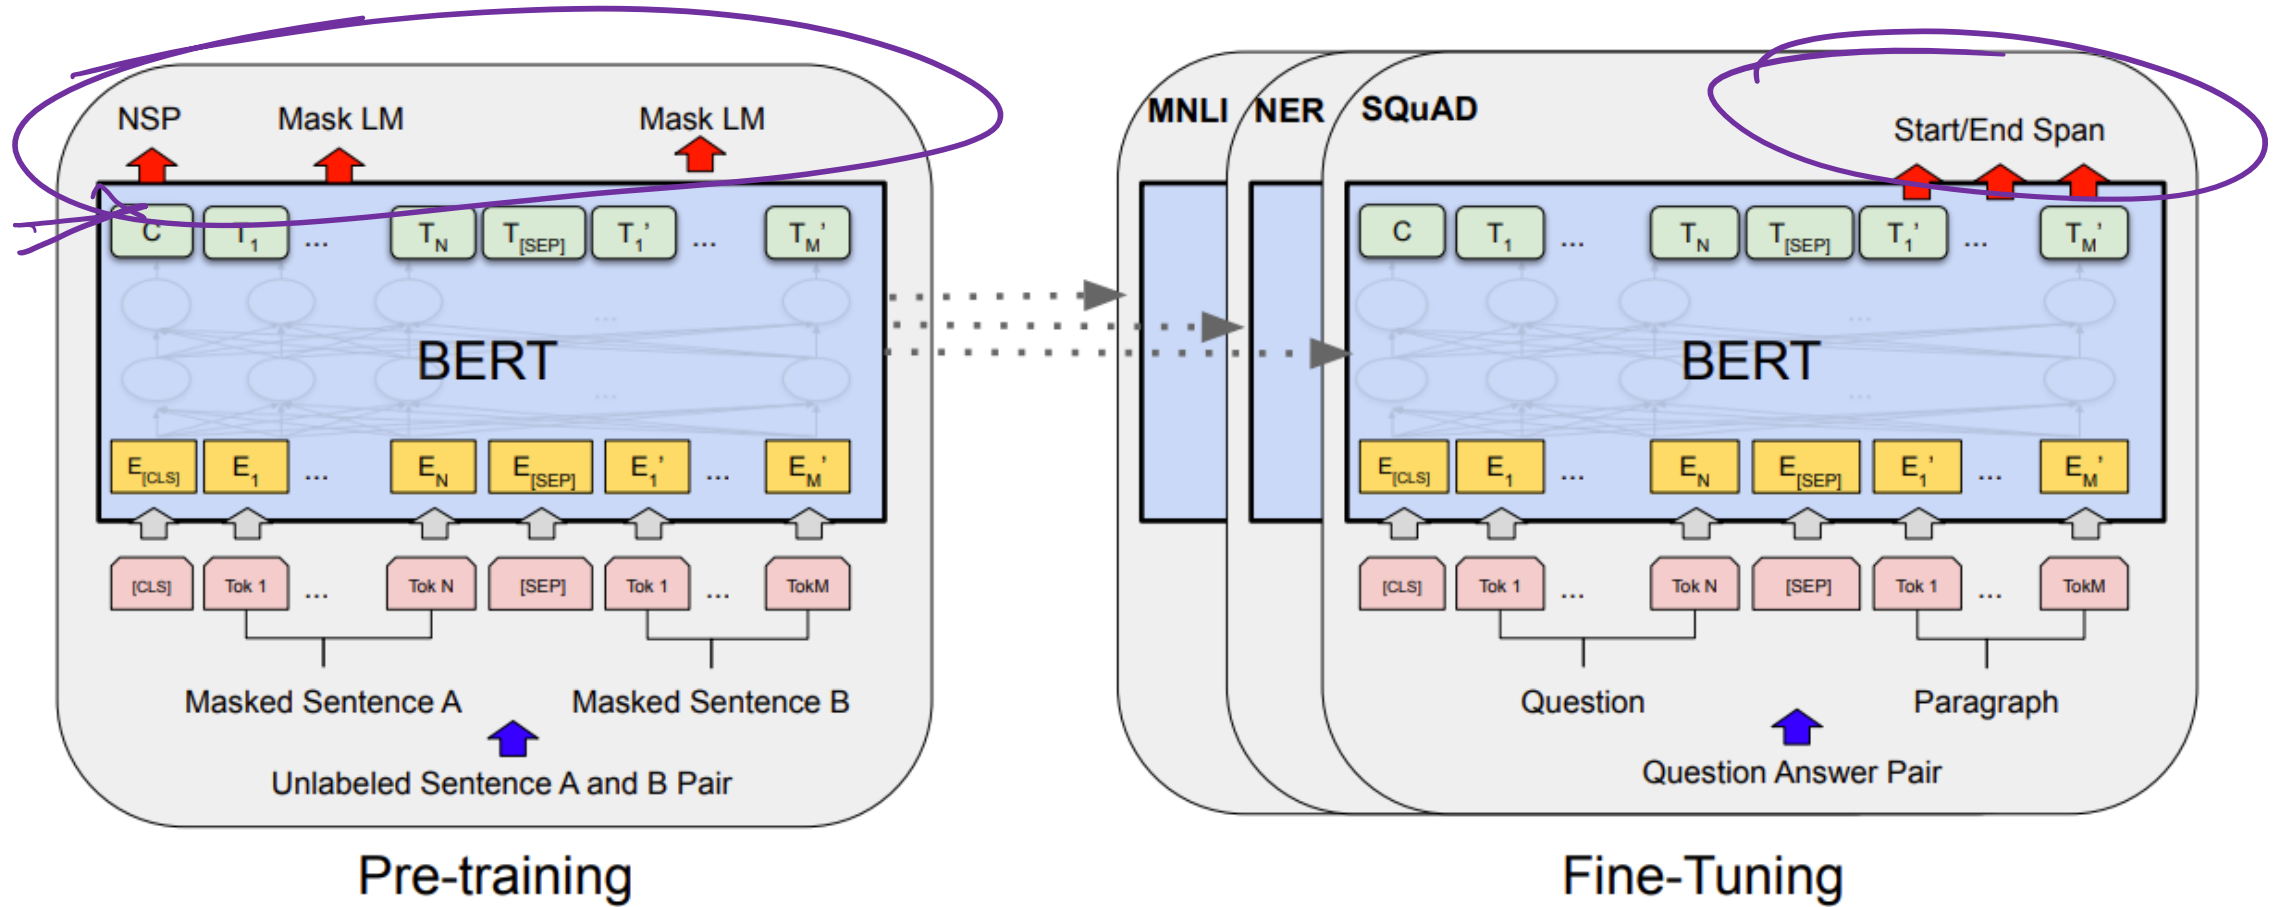 NSP Mask LM Mask LM
C T1 ... TN T[SEP] T1' ... TM'
...
BERT
...
E[CLS] E1 ... EN E[SEP] E1' ... EM'
[CLS] Tok 1 ... Tok N [SEP] Tok 1 ... TokM
Masked Sentence A Masked Sentence B
Unlabeled Sentence A and B Pair
Pre-training
MNLI NER SQuAD
Start/End Span
C T1 ... TN T[SEP] T1' ... TM'
...
BERT
...
E[CLS] E1 ... EN E[SEP] E1' ... EM'
[CLS] Tok 1 ... Tok N [SEP] Tok 1 ... TokM
Question Paragraph
Question Answer Pair
Fine-Tuning